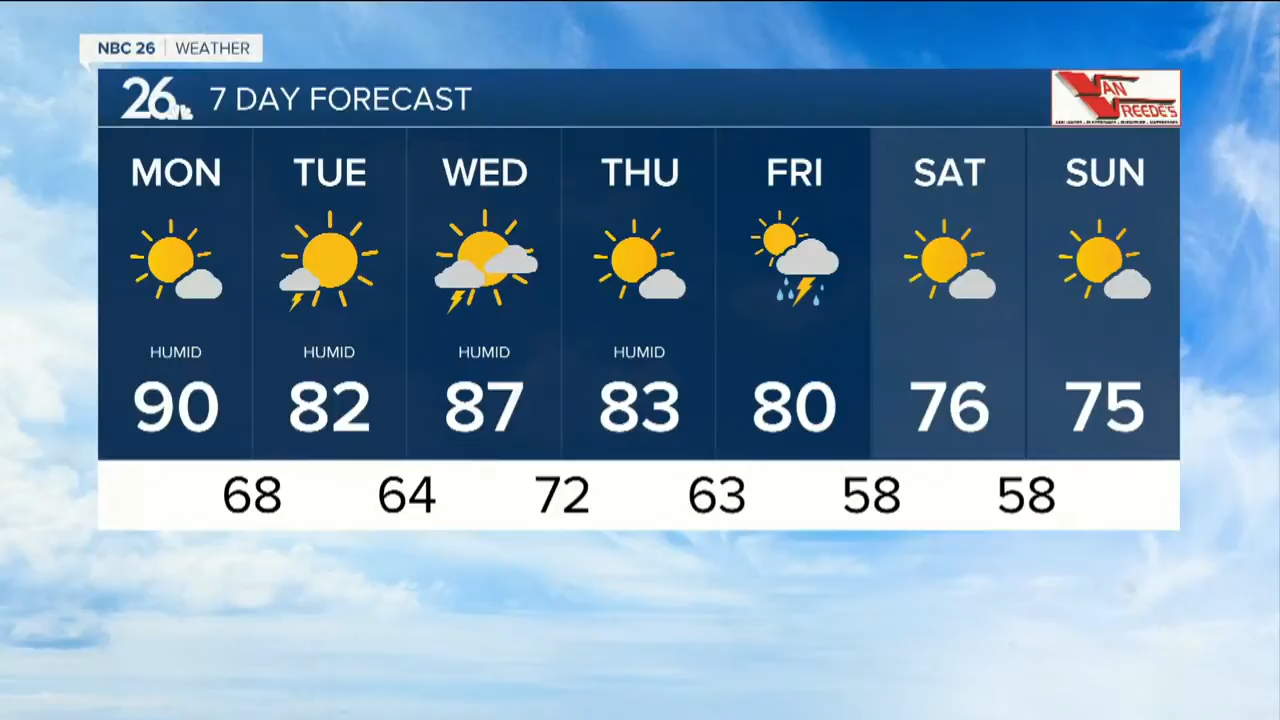 NBC 26 | WEATHER
26 7 DAY FORECAST
VAN
VREEDE'S
MON TUE WED THU FRI SAT SUN
HUMID HUMID HUMID HUMID
90 82 87 83 80 76 75
68 64 72 63 58 58